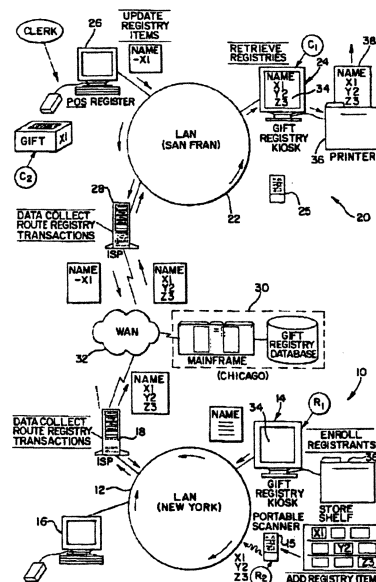 CLERK
26
UPDATE
REGISTRY
ITEMS
NAME
-X1
POS REGISTER
GIFT
X1
C2
RETRIEVE
REGISTRIES
C1
NAME
X1
Y2
Z3
24
34
GIFT
REGISTRY
KIOSK
38
NAME
X1
Y2
Z3
36
PRINTER
25
20
LAN
(SAN FRAN)
22
28
DATA COLLECT
ROUTE REGISTRY
TRANSACTIONS
ISP
NAME
-X1
NAME
X1
Y2
Z3
30
WAN
32
MAINFRAME
GIFT
REGISTRY
DATABASE
(CHICAGO)
NAME
X1
Y2
Z3
DATA COLLECT
ROUTE REGISTRY
TRANSACTIONS
18
ISP
NAME
10
34
14
R1
ENROLL
REGISTRANTS
GIFT
REGISTRY
KIOSK
STORE
SHELF
12
LAN
(NEW YORK)
16
PORTABLE
SCANNER
15
X1
Y2
Z3
R2
X1
Y2
Z3
ADD REGISTRY ITEMS